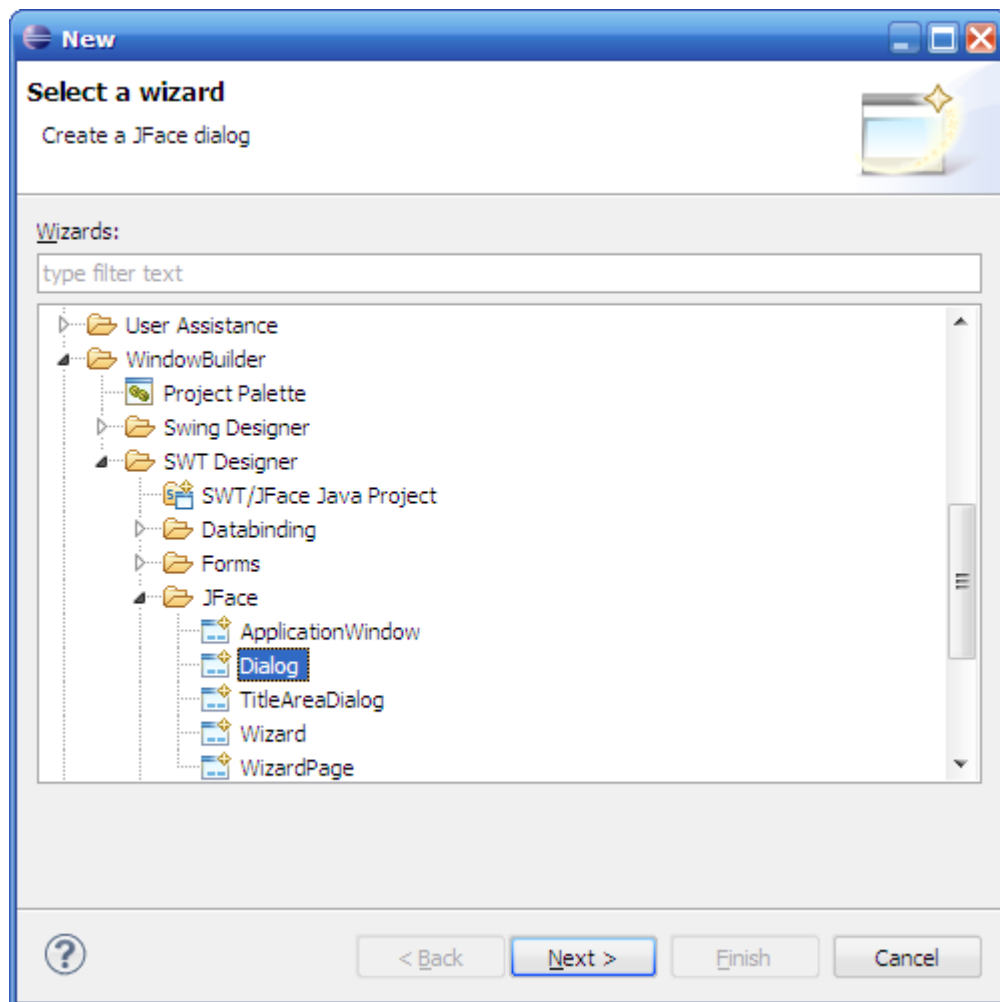 New
Select a wizard
Create a JFace dialog
Wizards:
type filter text
User Assistance
WindowBuilder
Project Palette
Swing Designer
SWT Designer
SWT/JFace Java Project
Databinding
Forms
JFace
ApplicationWindow
Dialog
TitleAreaDialog
Wizard
WizardPage
< Back Next > Finish Cancel